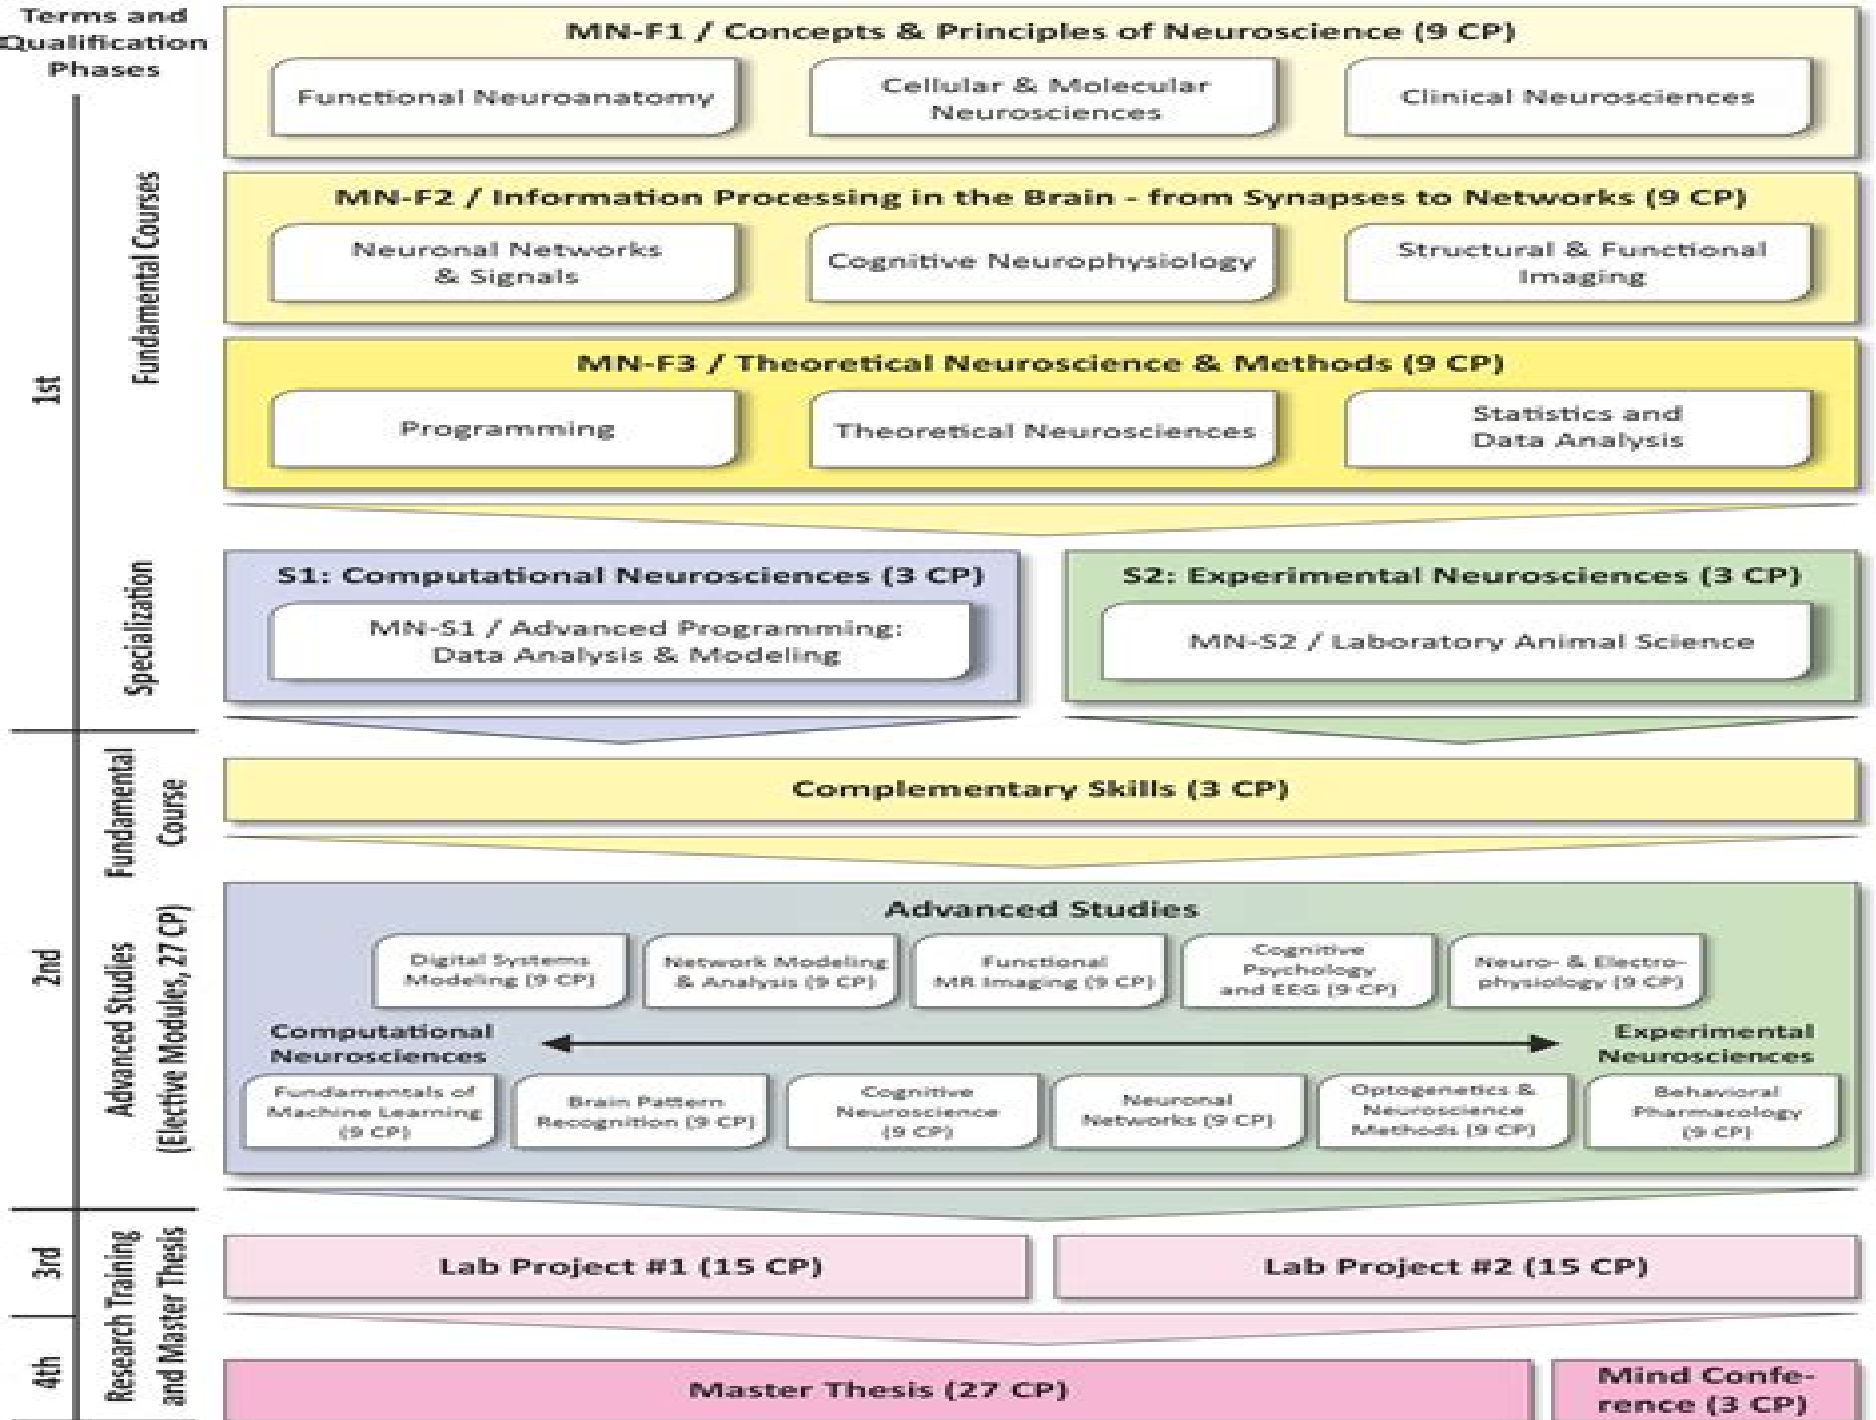 Terms and
Qualification
Phases
MN-F1 / Concepts & Principles of Neuroscience (9 CP)
Functional Neuroanatomy
Cellular & Molecular
Neurosciences
Clinical Neurosciences
1st
Fundamental Courses
MN-F2 / Information Processing in the Brain - from Synapses to Networks (9 CP)
Neuronal Networks
& Signals
Cognitive Neurophysiology
Structural & Functional
Imaging
MN-F3 / Theoretical Neuroscience & Methods (9 CP)
Programming
Theoretical Neurosciences
Statistics and
Data Analysis
Specialization
S1: Computational Neurosciences (3 CP)
MN-S1 / Advanced Programming:
Data Analysis & Modeling
S2: Experimental Neurosciences (3 CP)
MN-S2 / Laboratory Animal Science
2nd
Fundamental
Course
Complementary Skills (3 CP)
Advanced Studies
(Elective Modules, 27 CP)
Advanced Studies
Digital Systems
Modeling (9 CP)
Network Modeling
& Analysis (9 CP)
Functional
MR Imaging (9 CP)
Cognitive
Psychology
and EEG (9 CP)
Neuro- & Electro-
physiology (9 CP)
Computational
Neurosciences
Experimental
Neurosciences
Fundamentals of
Machine Learning
(9 CP)
Brain Pattern
Recognition (9 CP)
Cognitive
Neuroscience
(9 CP)
Neuronal
Networks (9 CP)
Optogenetics &
Neuroscience
Methods (9 CP)
Behavioral
Pharmacology
(9 CP)
3rd
Research Training
and Master Thesis
Lab Project #1 (15 CP)
Lab Project #2 (15 CP)
4th
Master Thesis (27 CP)
Mind Confe-
rence (3 CP)